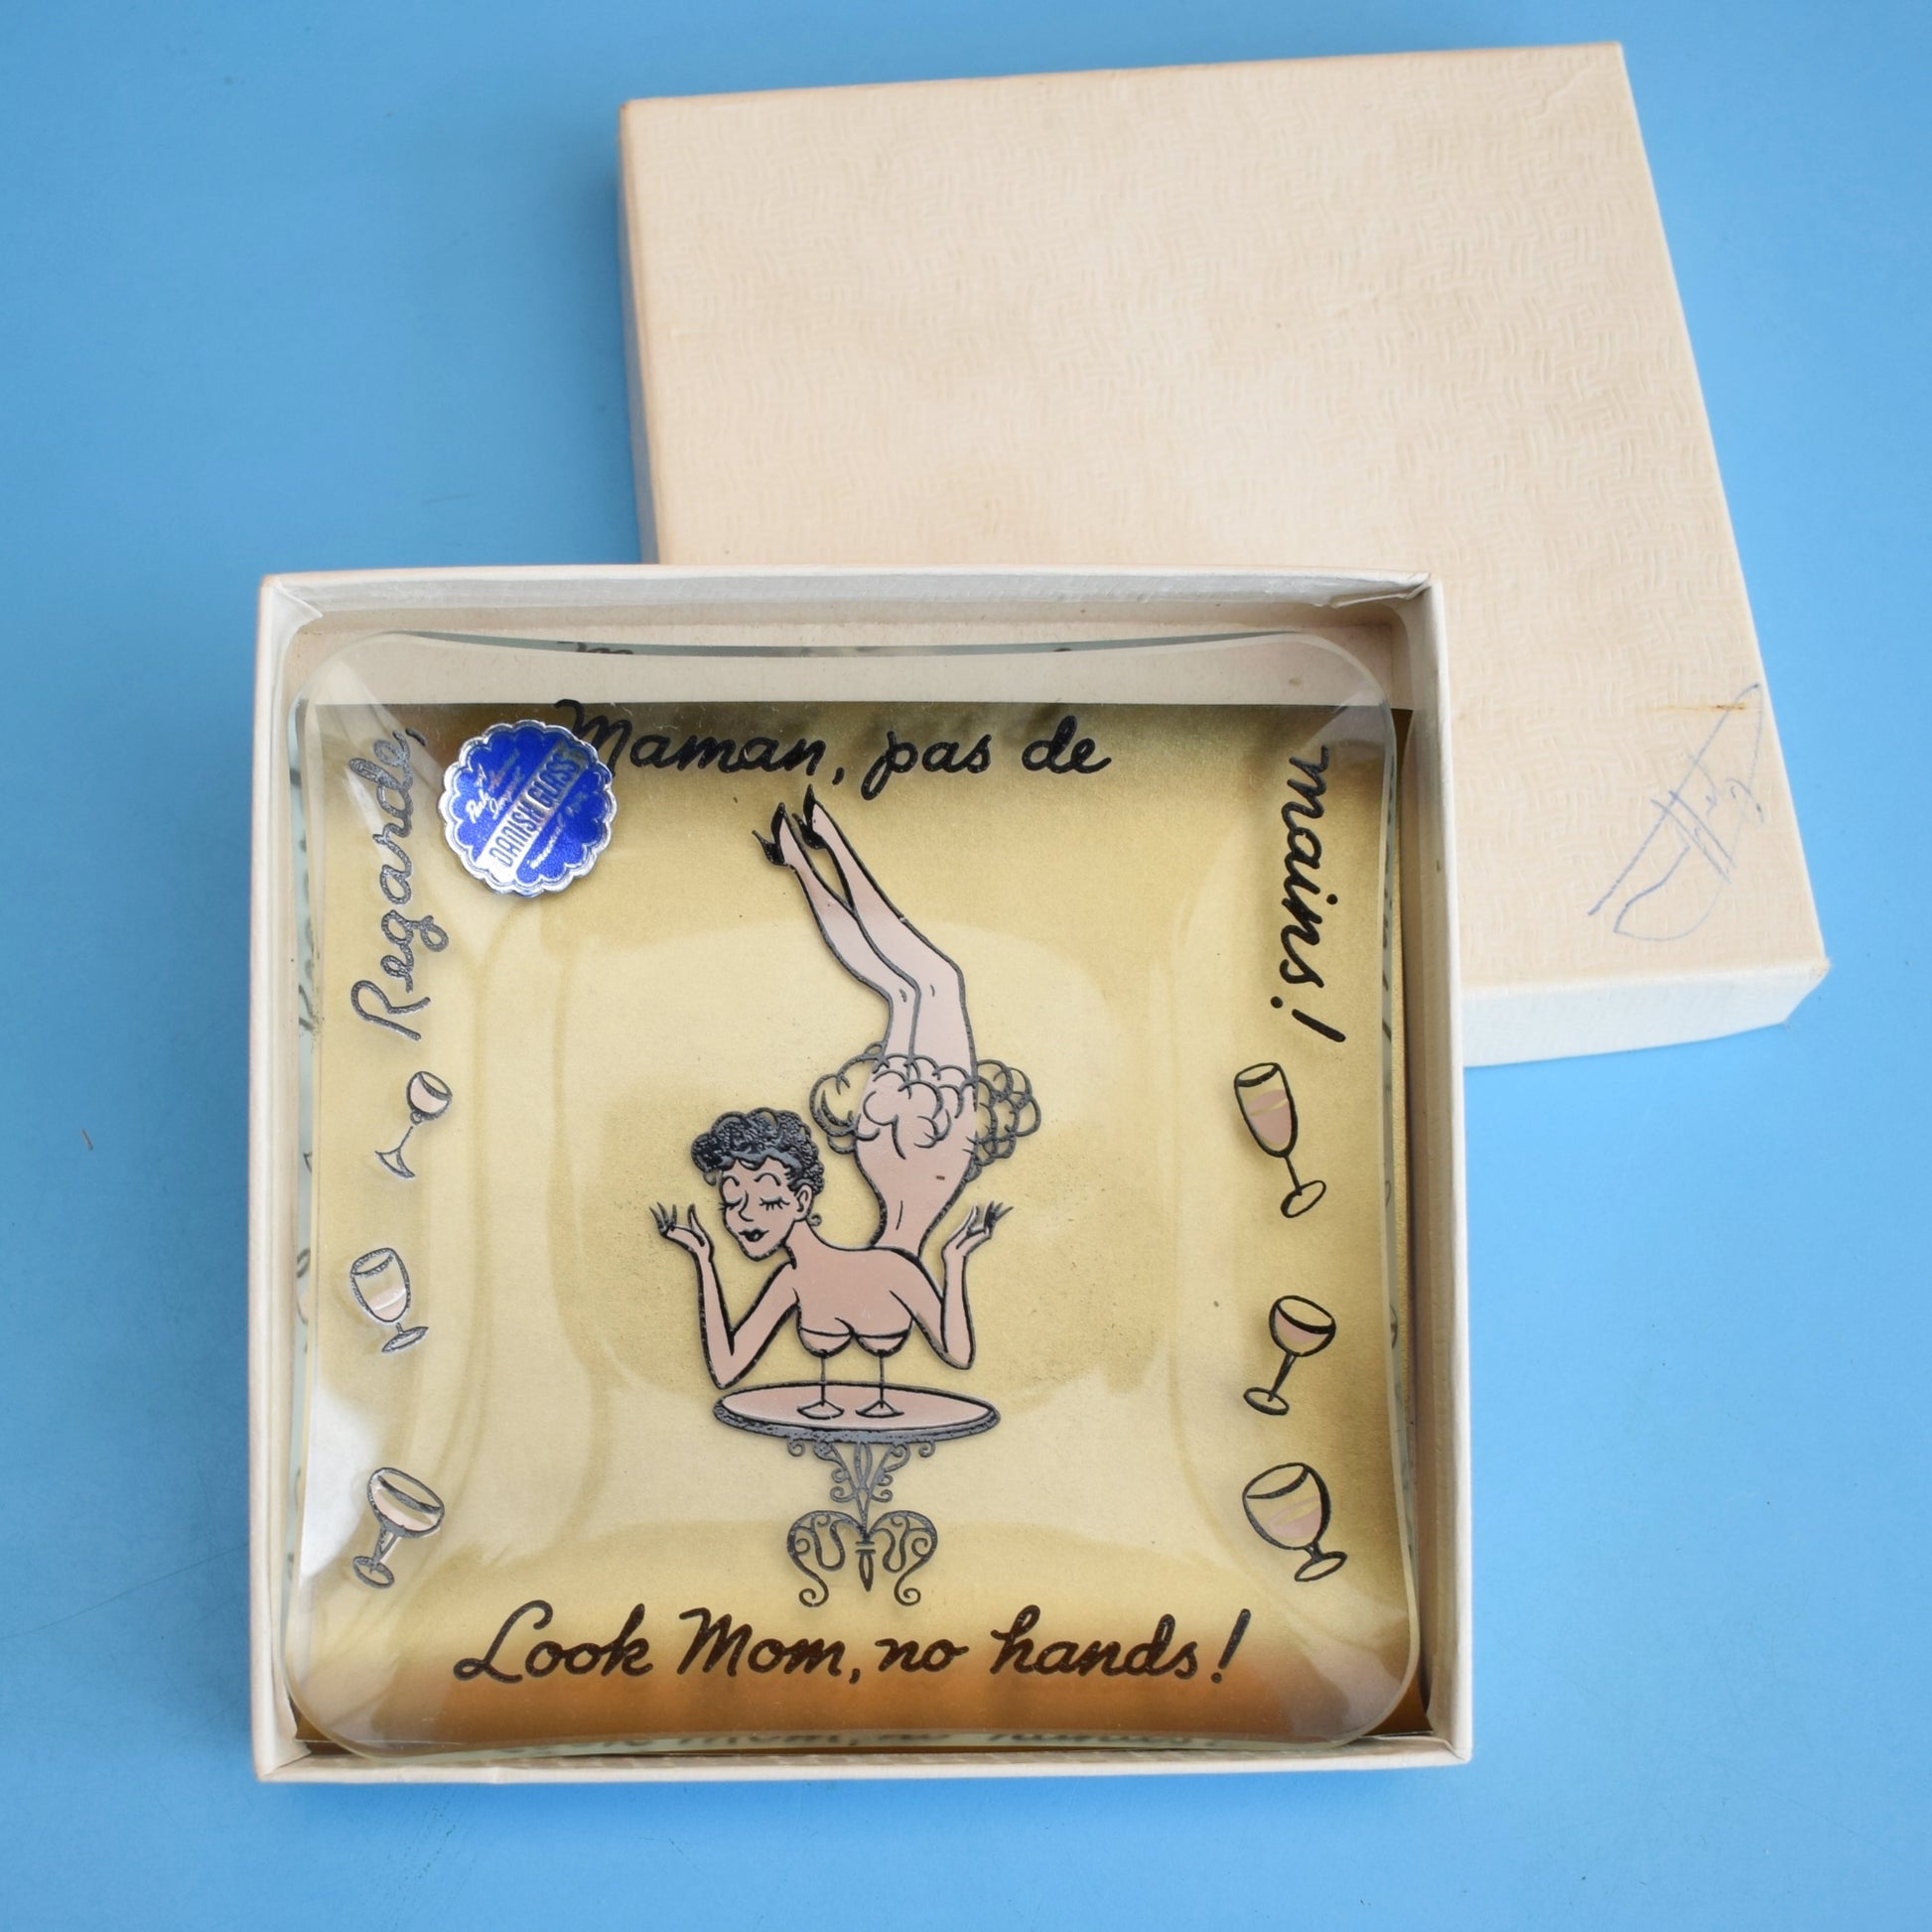 Regarde,
Maman, pas de
mains!
DANISH GLASS
Look Mom, no hands!